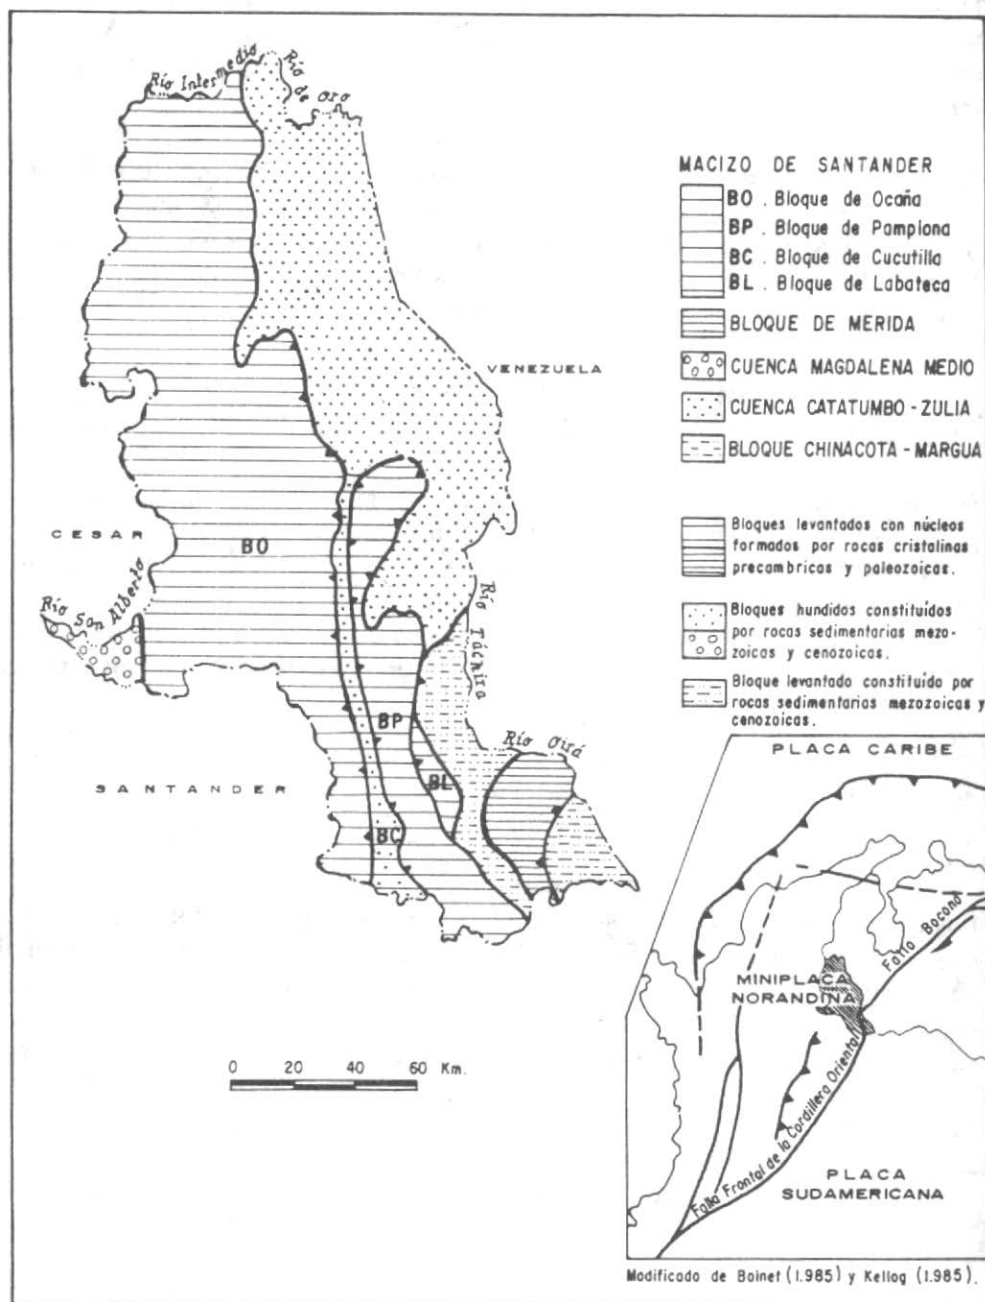 Río Intermedio
Río de Oro
MACIZO DE SANTANDER
BO . Bloque de Ocaña
BP . Bloque de Pamplona
BC . Bloque de Cucutilla
BL . Bloque de Labateca
BLOQUE DE MERIDA
CUENCA MAGDALENA MEDIO
CUENCA CATATUMBO - ZULIA
BLOQUE CHINACOTA - MARGUA
VENEZUELA
CESAR
BO
Río San Alberto
Río Táchira
Bloques levantados con núcleos
formados por rocas cristalinas
precambricas y paleozoicas.
Bloques hundidos constituídos
por rocas sedimentarias mezo-
zoicas y cenozoicas.
Bloque levantado constituído por
rocas sedimentarias mezozoicas y
cenozoicas.
BP
Río Oirá
SANTANDER
BL
BC
PLACA CARIBE
Falla Bocono
MINIPLACA
NORANDINA
Falla Frontal de la Cordillera Oriental
PLACA
SUDAMERICANA
0 20 40 60 Km.
Modificado de Boinet (1.985) y Kellog (1.985).